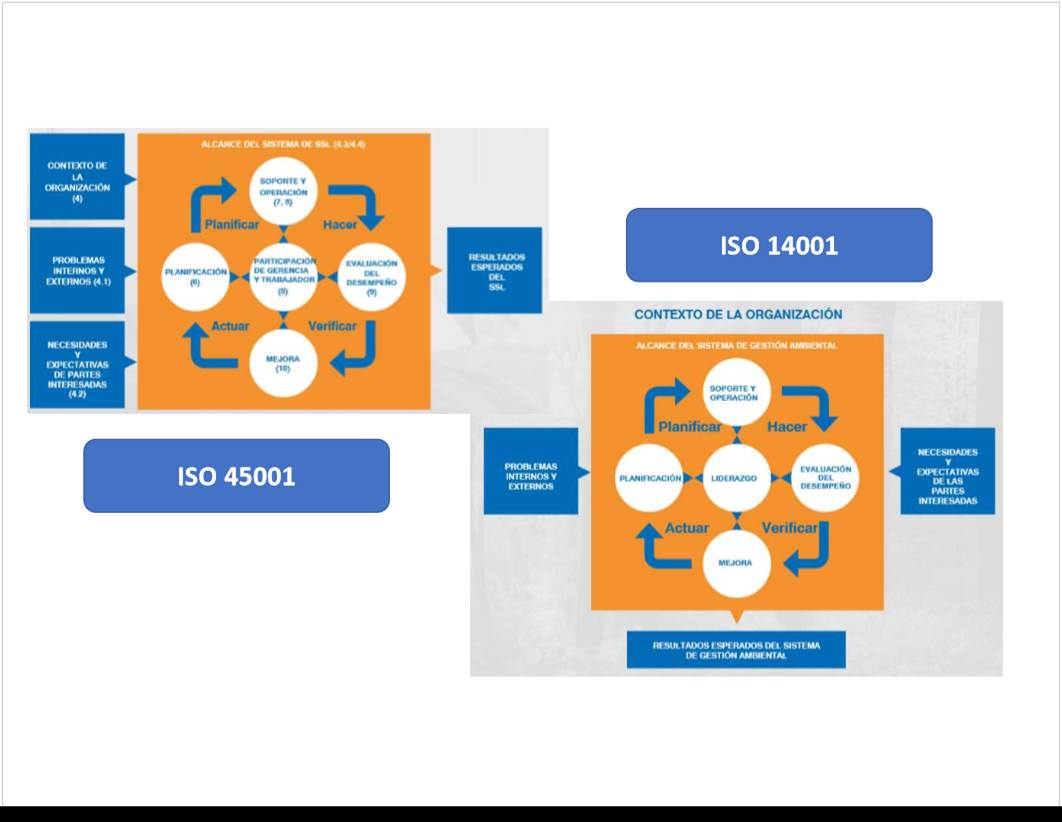 CONTEXTO DE
LA
ORGANIZACIÓN
(4)
PROBLEMAS
INTERNOS Y
EXTERNOS (4.1)
NECESIDADES
Y
EXPECTATIVAS
DE PARTES
INTERESADAS
(4.2)
ALCANCE DEL SISTEMA DE SSL (4.3/4.4)
SOPORTE Y
OPERACIÓN
(7, 8)
Planificar
Hacer
PLANIFICACIÓN
(6)
PARTICIPACIÓN
DE GERENCIA
Y TRABAJADOR
(5)
EVALUACIÓN
DEL
DESEMPEÑO
(9)
Actuar
Verificar
MEJORA
(10)
RESULTADOS
ESPERADOS
DEL
SSL
ISO 45001
ISO 14001
CONTEXTO DE LA ORGANIZACIÓN
ALCANCE DEL SISTEMA DE GESTIÓN AMBIENTAL
SOPORTE Y
OPERACIÓN
Planificar
Hacer
PROBLEMAS
INTERNOS Y
EXTERNOS
PLANIFICACIÓN
LIDERAZGO
EVALUACIÓN
DEL
DESEMPEÑO
NECESIDADES
Y
EXPECTATIVAS
DE LAS
PARTES
INTERESADAS
Actuar
Verificar
MEJORA
RESULTADOS ESPERADOS DEL SISTEMA
DE GESTIÓN AMBIENTAL